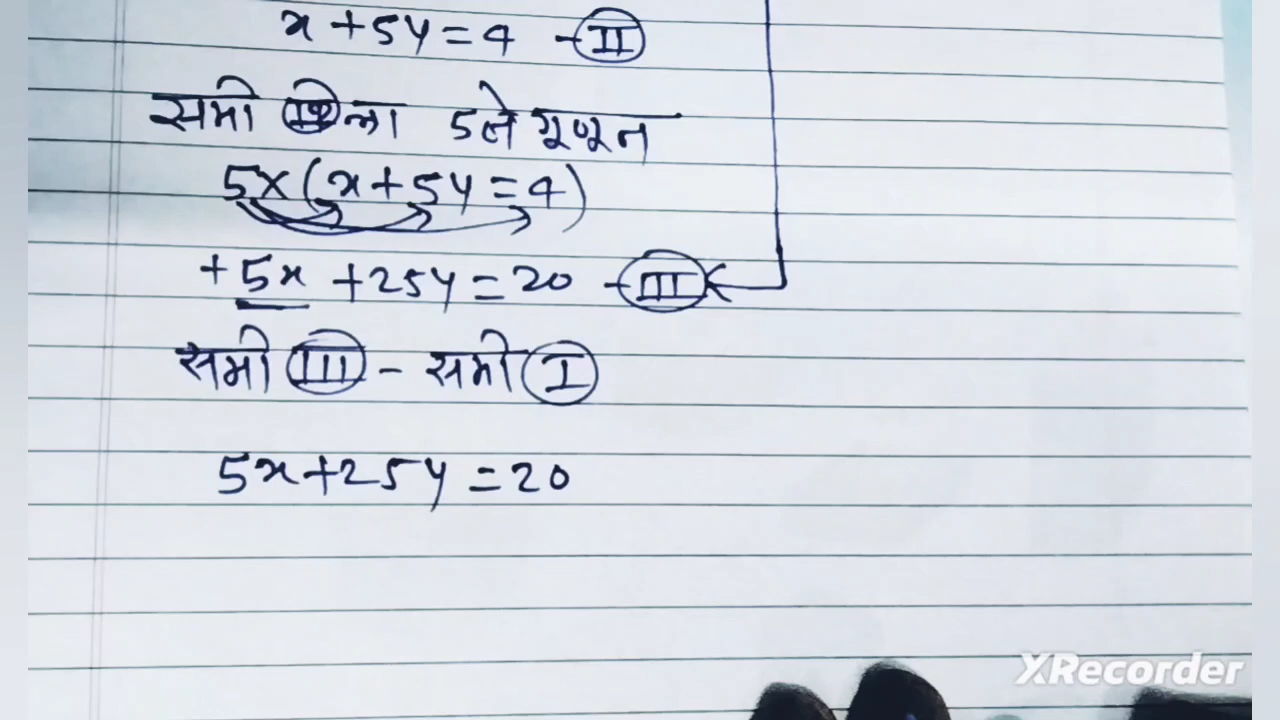 x + 5y = 4 - II
समी II ला 5ने गूणून
5 × (x + 5y = 4)
+ 5x + 25y = 20 - III
समी III - समी I
5x + 25y = 20
XRecorder